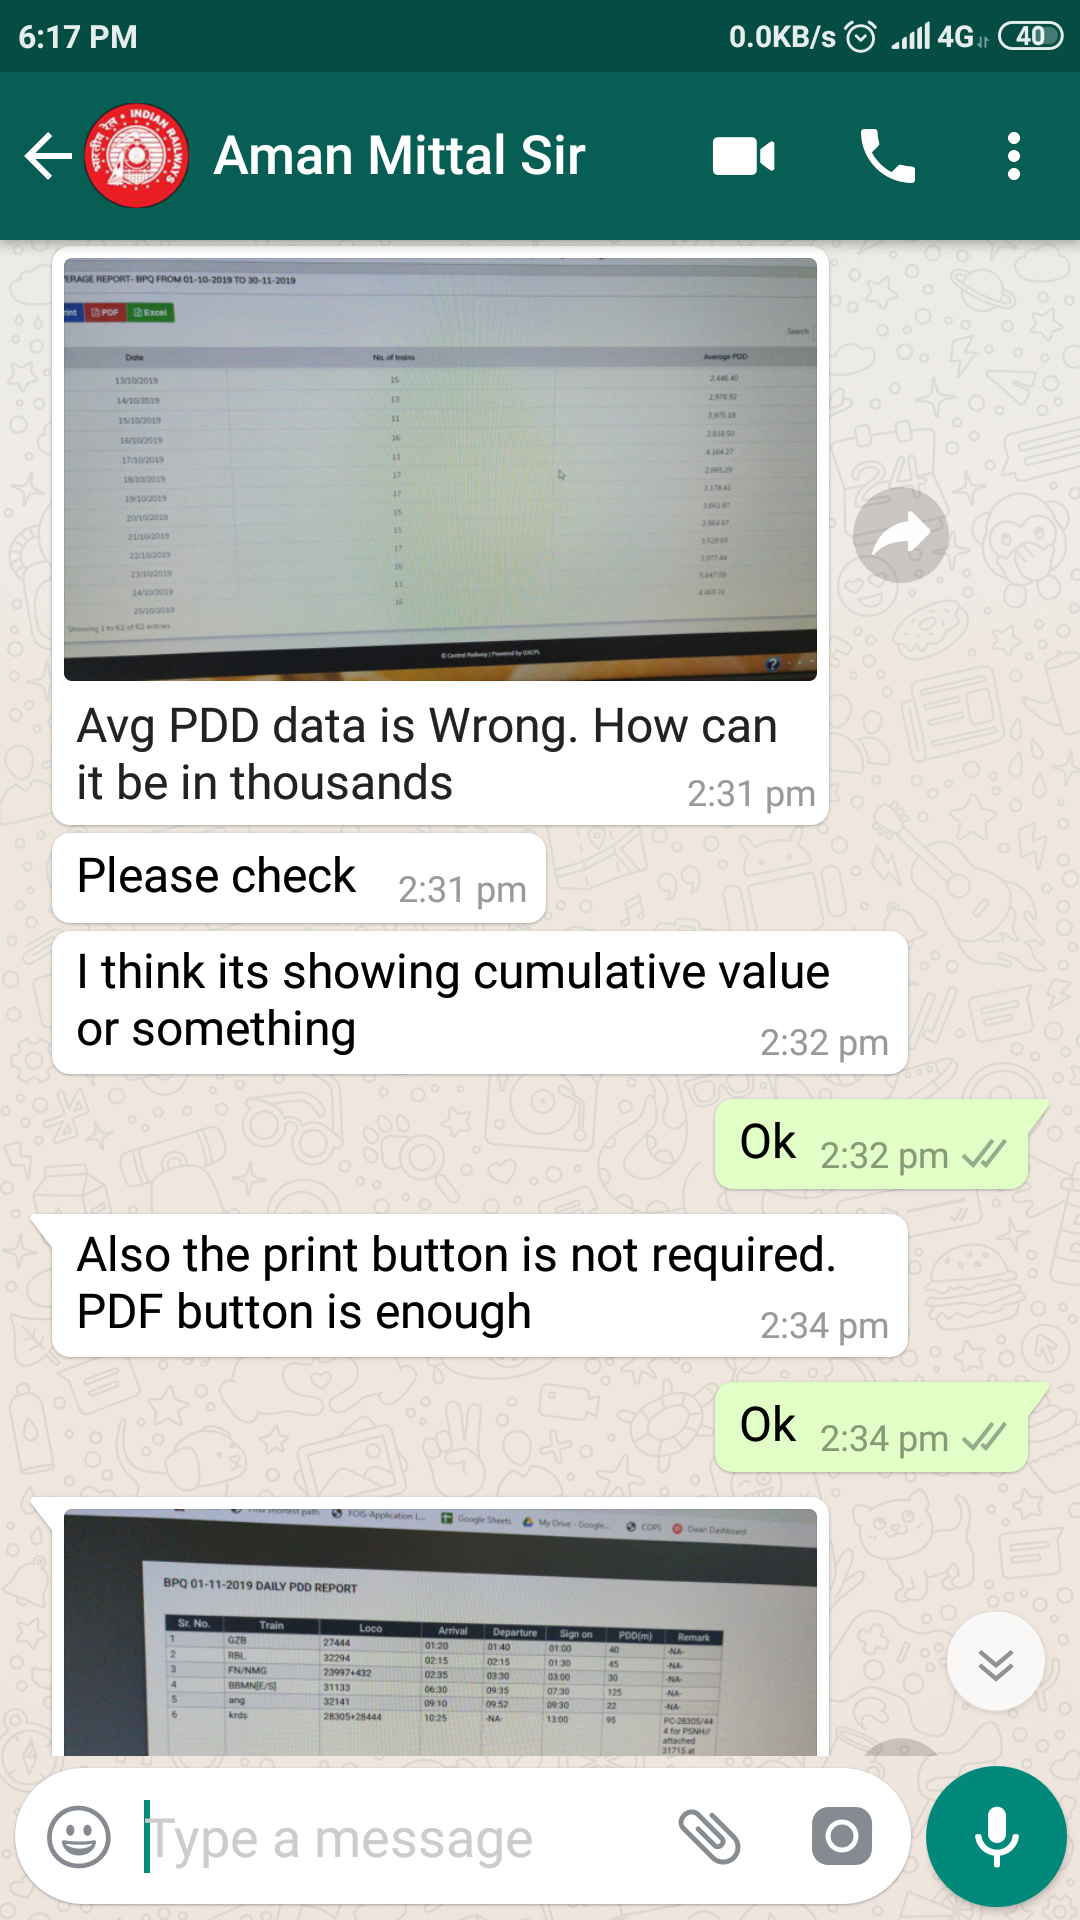 6:17 PM
0.0KB/s 4G 40
भारतीय रेल INDIAN RAILWAYS
Aman Mittal Sir
ERAGE REPORT- BPQ FROM 01-10-2019 TO 30-11-2019
rint PDF Excel
Search
Date No. of trains Average PDD
13/10/2019 15 2,446.40
14/10/2019 13 2,978.92
15/10/2019 11 3,975.18
16/10/2019 16 2,818.50
17/10/2019 11 4,164.27
18/10/2019 17 2,865.29
19/10/2019 17 3,178.41
20/10/2019 15 3,662.87
21/10/2019 15 3,864.87
22/10/2019 17 3,529.65
23/10/2019 16 3,977.44
24/10/2019 11 5,847.09
25/10/2019 16 4,469.31
Showing 1 to 62 of 62 entries
© Central Railway | Powered by
Avg PDD data is Wrong. How can
it be in thousands
2:31 pm
Please check 2:31 pm
I think its showing cumulative value
or something
2:32 pm
Ok 2:32 pm
Also the print button is not required.
PDF button is enough
2:34 pm
Ok 2:34 pm
Find shortest path FOIS-Application L... Google Sheets My Drive - Google... COPS Dwar: Dashboard
BPQ 01-11-2019 DAILY PDD REPORT
Sr. No. Train Loco Arrival Departure Sign on PDD(m) Remark
1 GZB 27444 01:20 01:40 01:00 40 -NA-
2 RBL 32294 02:15 02:15 01:30 45 -NA-
3 FN/NMG 23997+432 02:35 03:30 03:00 30 -NA-
4 BBMN[E/S] 31133 06:30 09:35 07:30 125 -NA-
5 ang 32141 09:10 09:52 09:30 22 -NA-
6 krds 28305+28444 10:25 -NA- 13:00 95 PC-28305/44
4 for PSNH//
attached
31715 at
Type a message